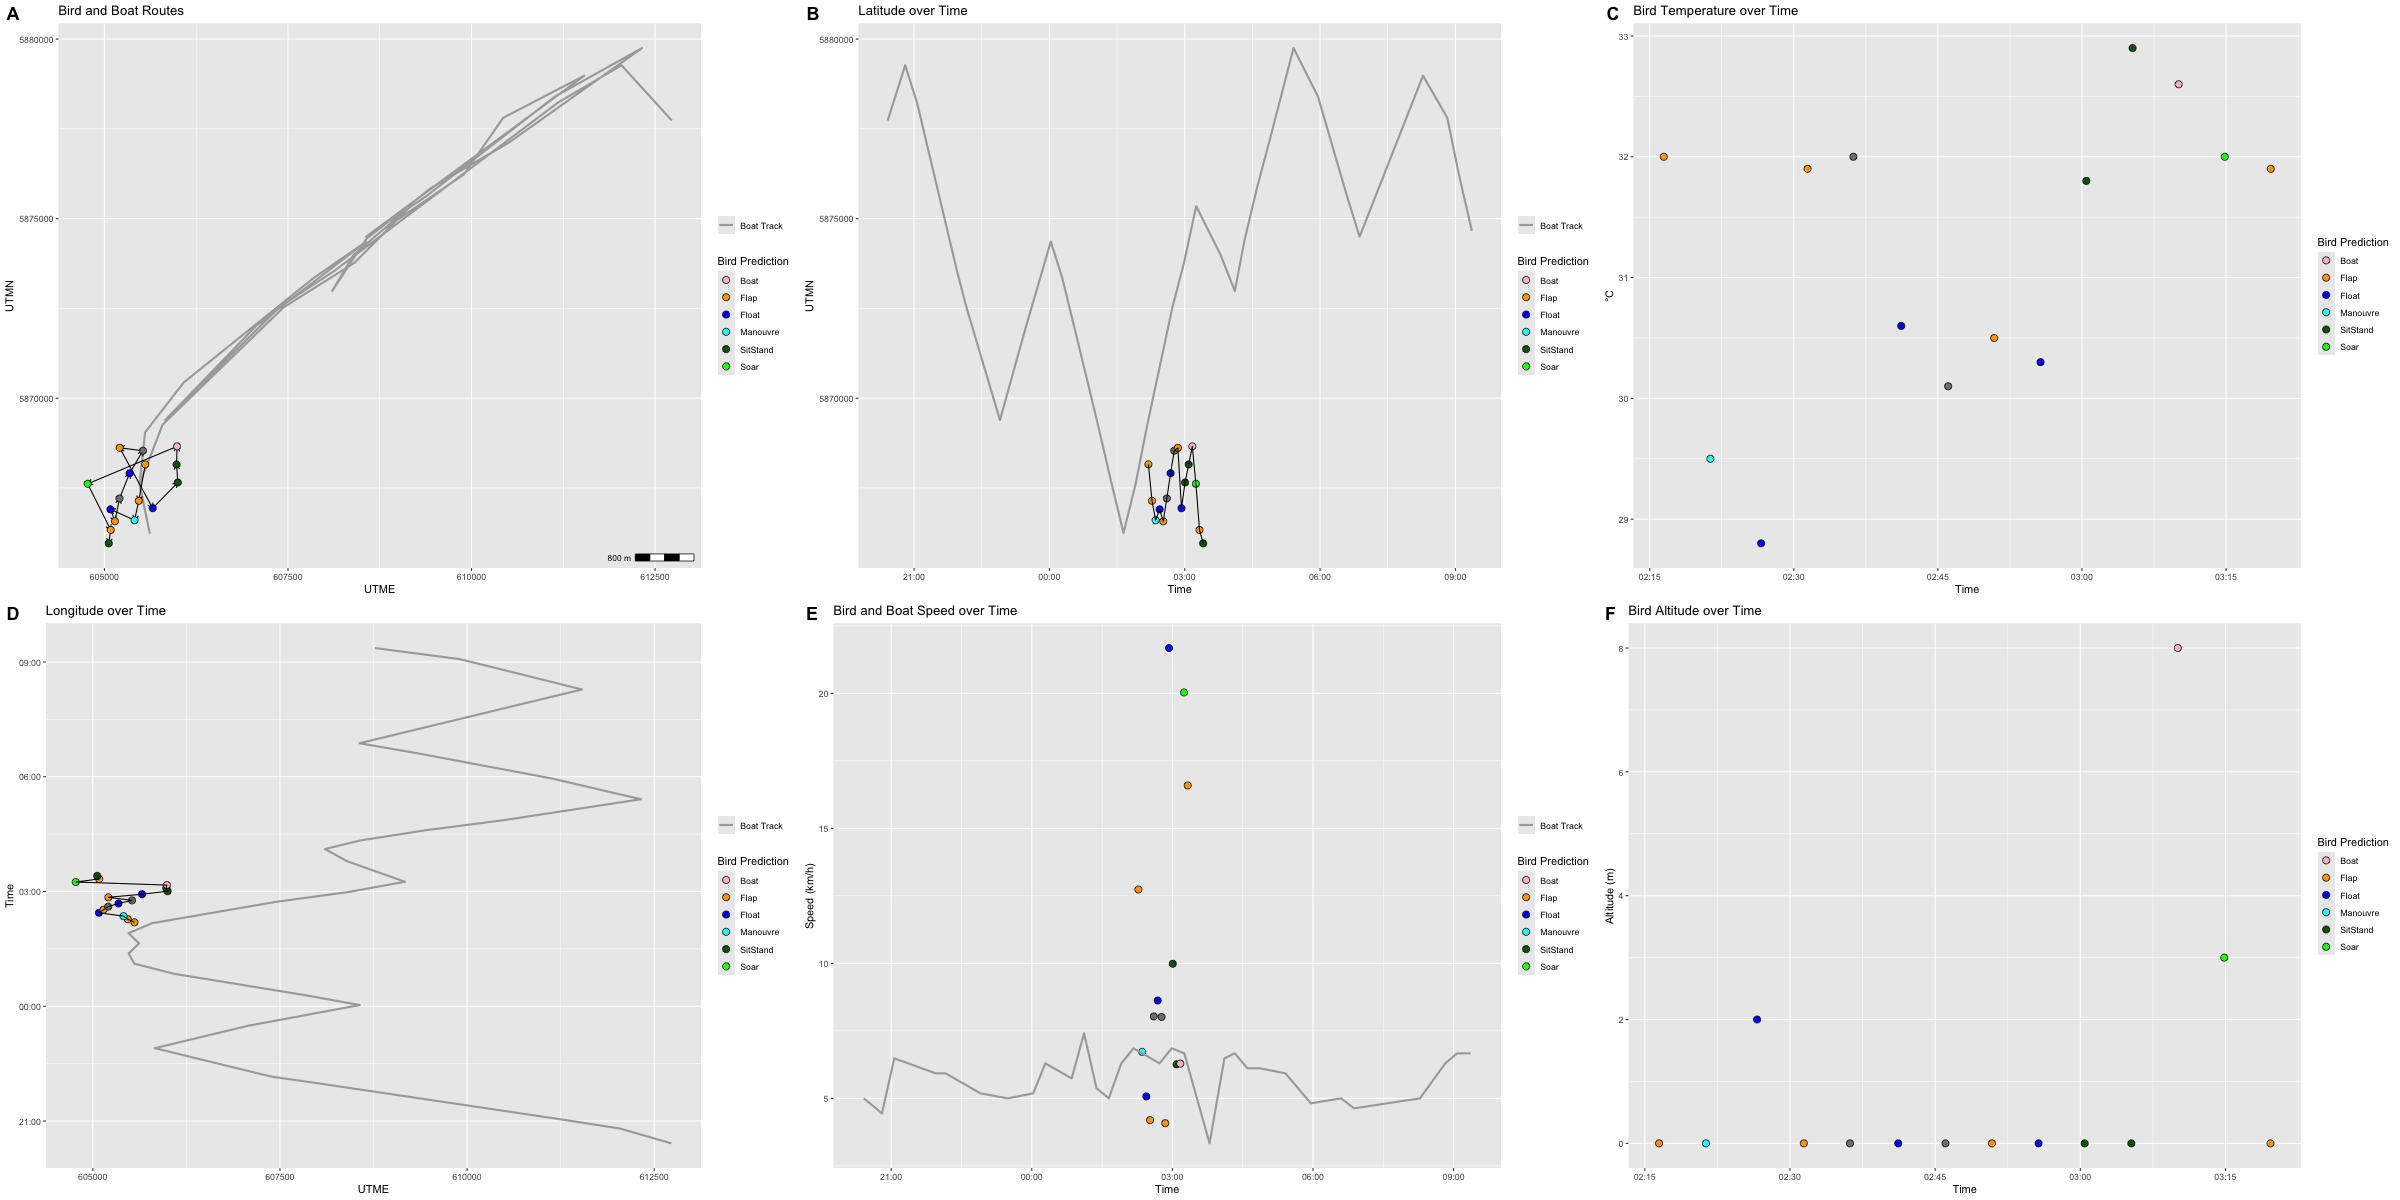 A Bird and Boat Routes
5880000
5875000
5870000
UTMN
605000 607500 610000 612500
UTME
800 m
Boat Track
Bird Prediction
Boat
Flap
Float
Manouvre
SitStand
Soar
B Latitude over Time
5880000
5875000
5870000
UTMN
21:00 00:00 03:00 06:00 09:00
Time
Boat Track
Bird Prediction
Boat
Flap
Float
Manouvre
SitStand
Soar
C Bird Temperature over Time
33
32
31
30
29
°C
02:15 02:30 02:45 03:00 03:15
Time
Bird Prediction
Boat
Flap
Float
Manouvre
SitStand
Soar
D Longitude over Time
09:00
06:00
03:00
00:00
21:00
Time
605000 607500 610000 612500
UTME
Boat Track
Bird Prediction
Boat
Flap
Float
Manouvre
SitStand
Soar
E Bird and Boat Speed over Time
20
15
10
5
Speed (km/h)
21:00 00:00 03:00 06:00 09:00
Time
Boat Track
Bird Prediction
Boat
Flap
Float
Manouvre
SitStand
Soar
F Bird Altitude over Time
8
6
4
2
0
Altitude (m)
02:15 02:30 02:45 03:00 03:15
Time
Bird Prediction
Boat
Flap
Float
Manouvre
SitStand
Soar